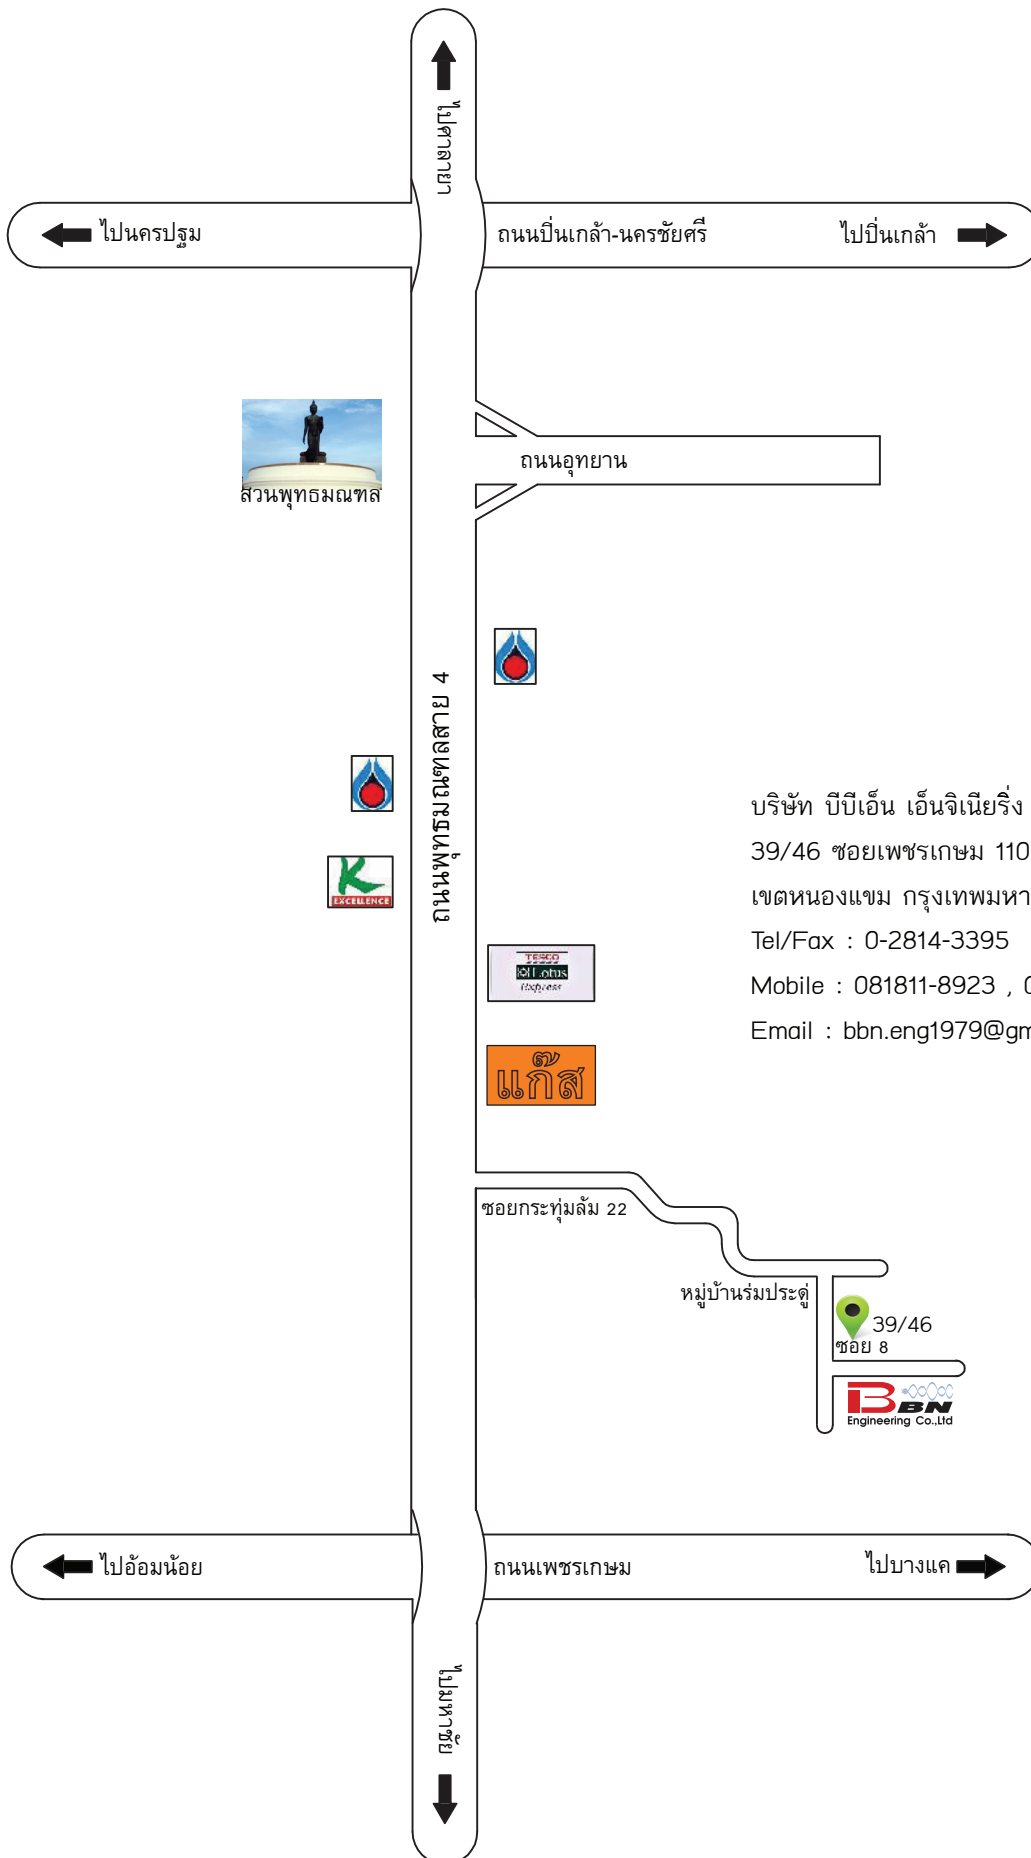 ไปศาลายา
ไปนครปฐม
ถนนปิ่นเกล้า-นครชัยศรี
ไปปิ่นเกล้า
ถนนอุทยาน
สวนพุทธมณฑล
ถนนพุทธมณฑลสาย 4
บริษัท บีบีเอ็น เอ็นจิเนียริ่ง
39/46 ซอยเพชรเกษม 110
เขตหนองแขม กรุงเทพมหา
Tel/Fax : 0-2814-3395
Mobile : 081811-8923 , 0
Email : bbn.eng1979@gm
K
EXCELLENCE
TESCO
Lotus
Express
แก๊ส
ซอยกระทุ่มล้ม 22
หมู่บ้านร่มประดู่
39/46
ซอย 8
BBN
Engineering Co.,Ltd
ไปอ้อมน้อย
ถนนเพชรเกษม
ไปบางแค
ไปมหาชัย